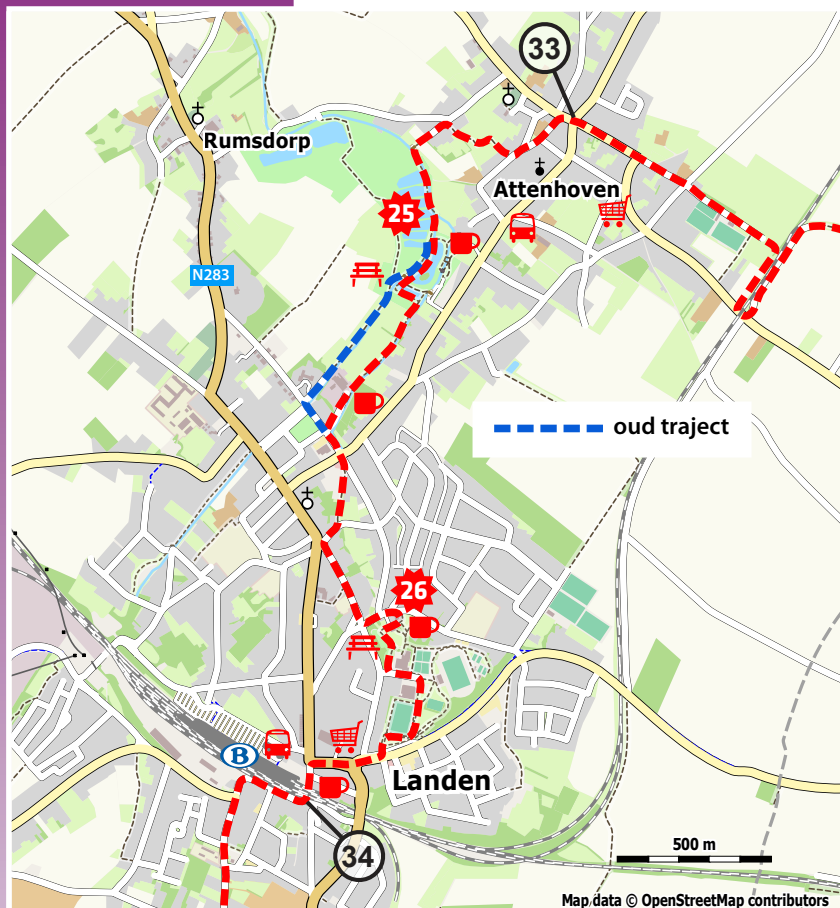 33
Rumsdorp
Attenhoven
25
N283
oud traject
26
B
Landen
500 m
34
Map data © OpenStreetMap contributors